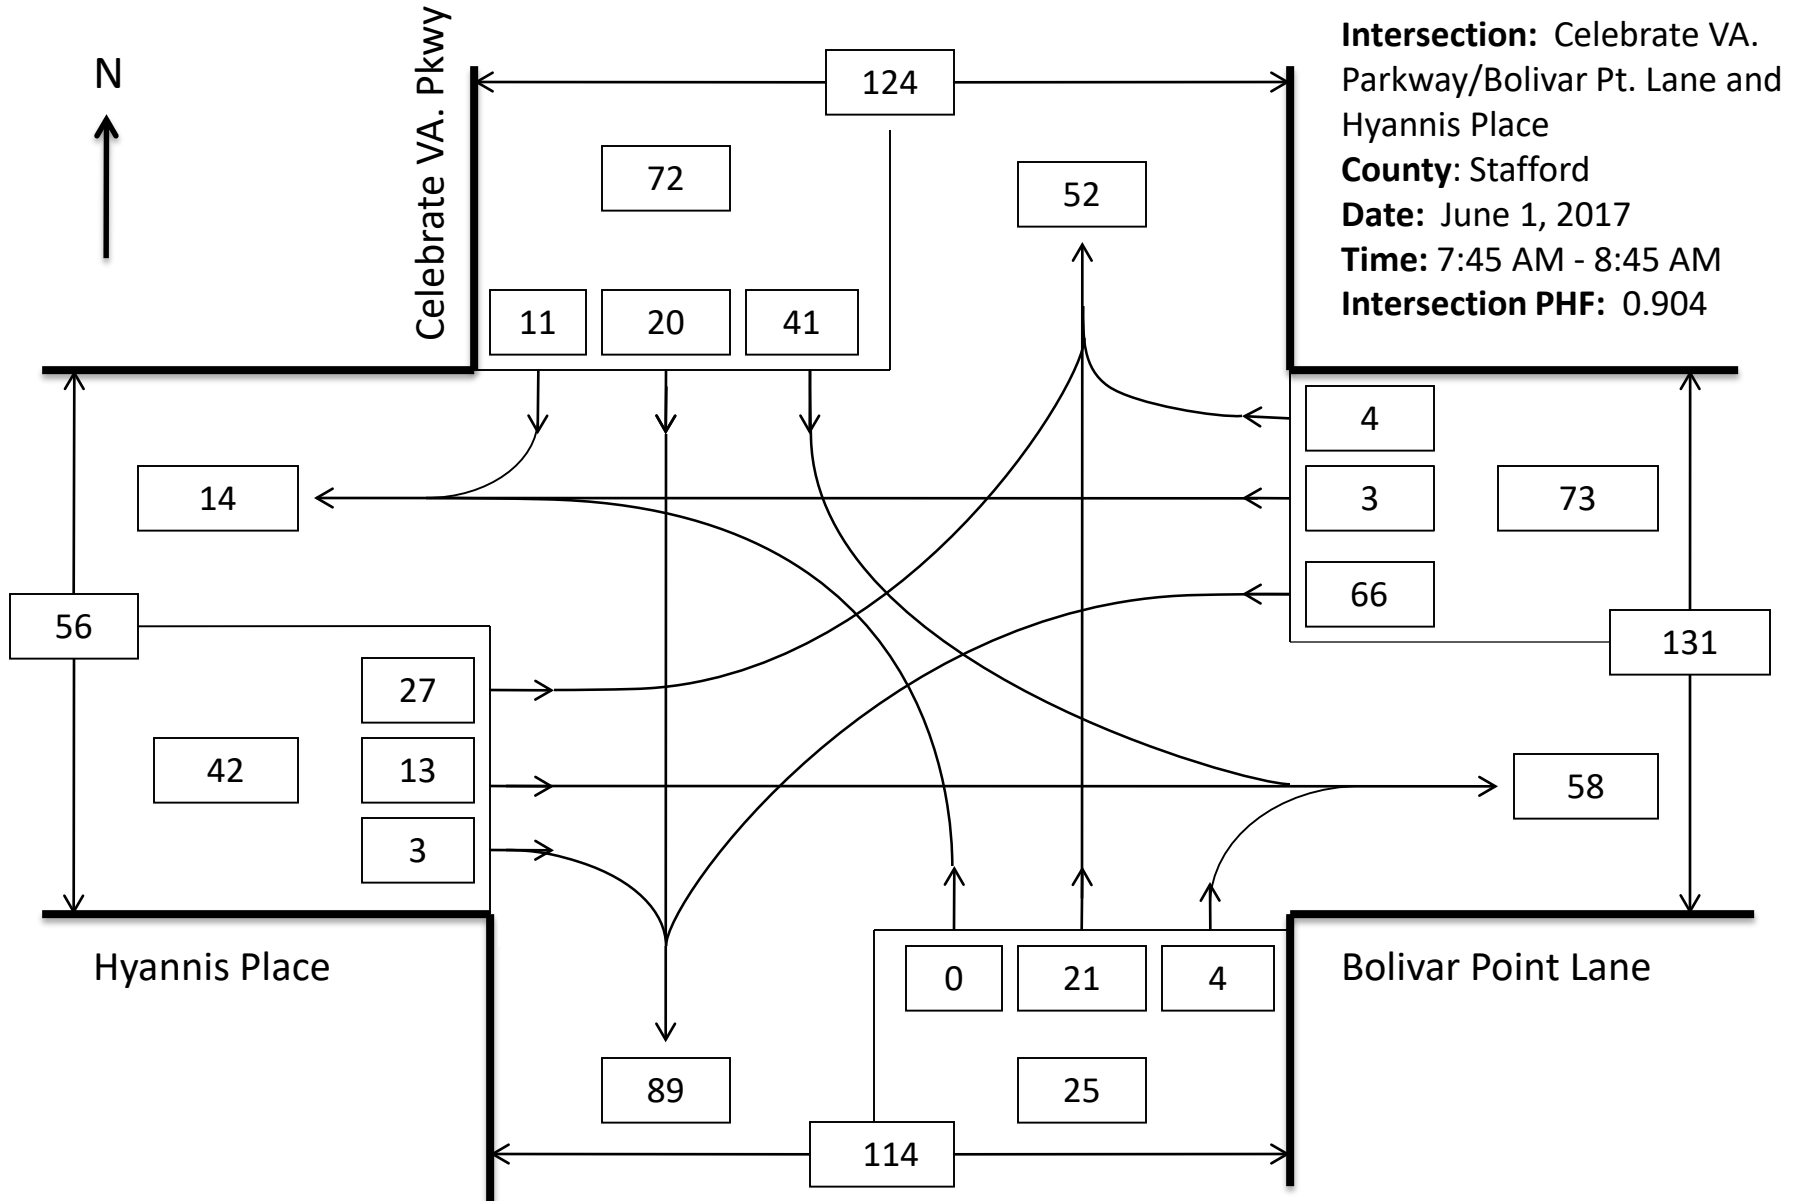 N
Celebrate VA. Pkwy
124
Intersection: Celebrate VA.
Parkway/Bolivar Pt. Lane and
Hyannis Place
County: Stafford
Date: June 1, 2017
Time: 7:45 AM - 8:45 AM
Intersection PHF: 0.904
72
52
11 20 41
4
14
3 73
66
56
131
27
42 13
58
3
Hyannis Place
0 21 4
Bolivar Point Lane
89
25
114